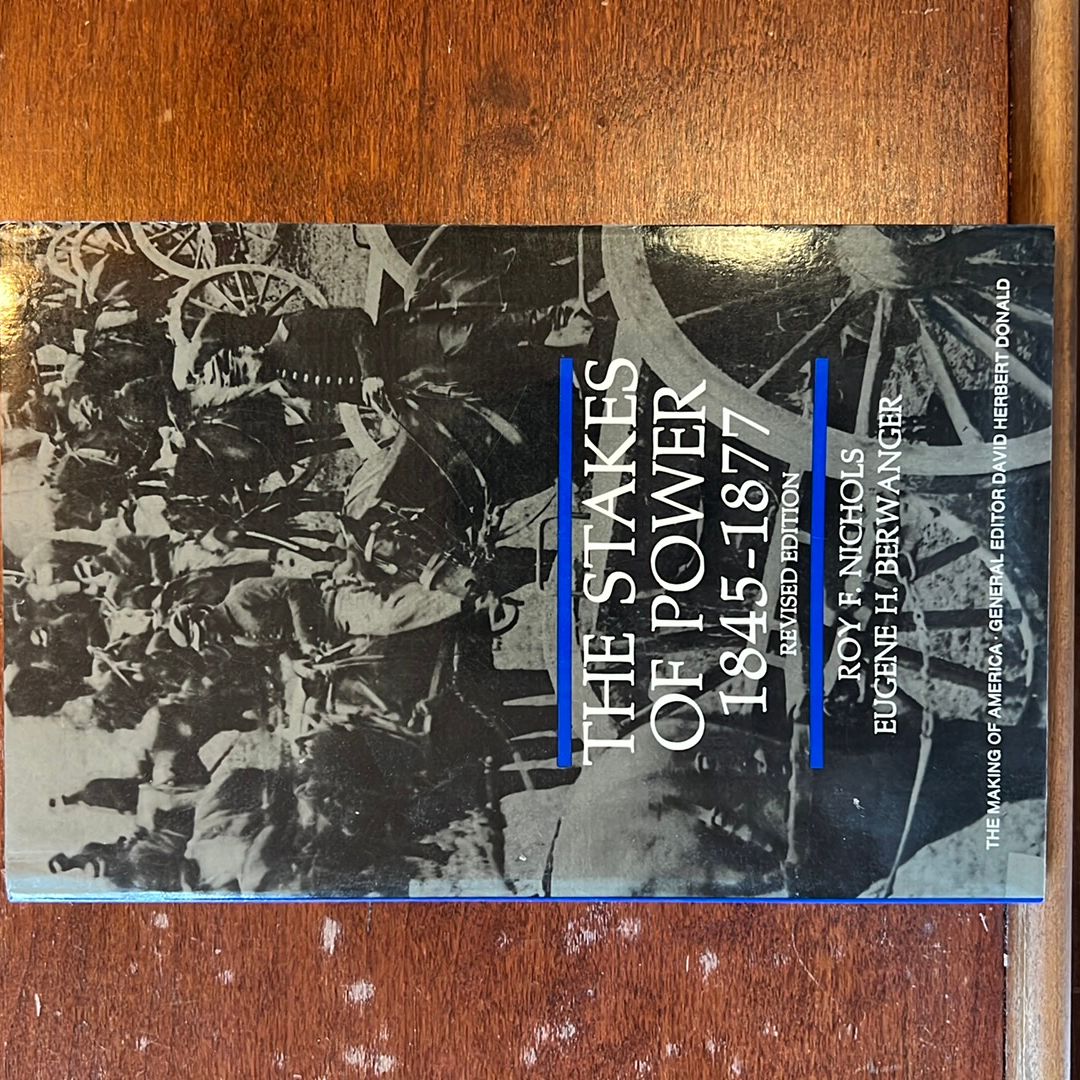 THE STAKES
OF POWER
1845-1877
REVISED EDITION
ROY F. NICHOLS
EUGENE H. BERWANGER
THE MAKING OF AMERICA · GENERAL EDITOR DAVID HERBERT DONALD